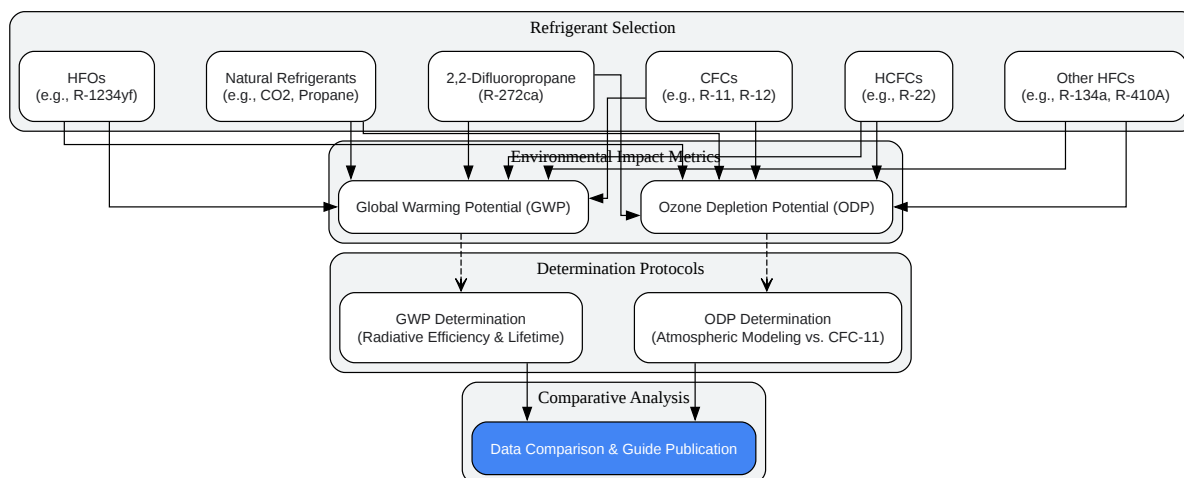 Refrigerant Selection
HFOs
(e.g., R-1234yf)
Natural Refrigerants
(e.g., CO2, Propane)
2,2-Difluoropropane
(R-272ca)
CFCs
(e.g., R-11, R-12)
HCFCs
(e.g., R-22)
Other HFCs
(e.g., R-134a, R-410A)
Environmental Impact Metrics
Global Warming Potential (GWP)
Ozone Depletion Potential (ODP)
Determination Protocols
GWP Determination
(Radiative Efficiency & Lifetime)
ODP Determination
(Atmospheric Modeling vs. CFC-11)
Comparative Analysis
Data Comparison & Guide Publication